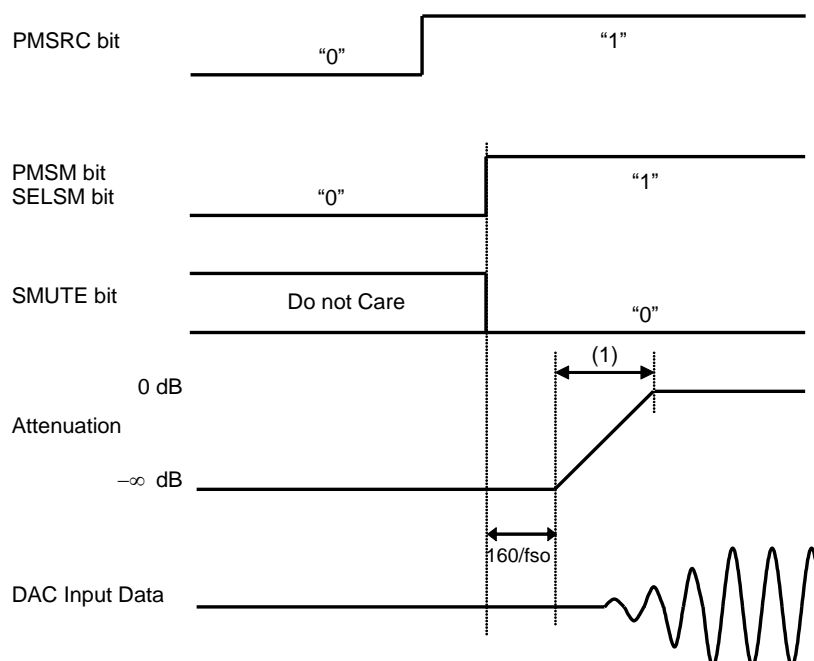 PMSRC bit
“0”
“1”
PMSM bit
SELSM bit
“0”
“1”
SMUTE bit
Do not Care
“0”
(1)
0 dB
Attenuation
−∞ dB
160/fso
DAC Input Data